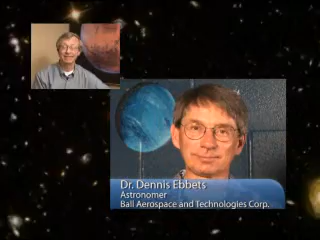 Dr. Dennis Ebbets
Astronomer
Ball Aerospace and Technologies Corp.